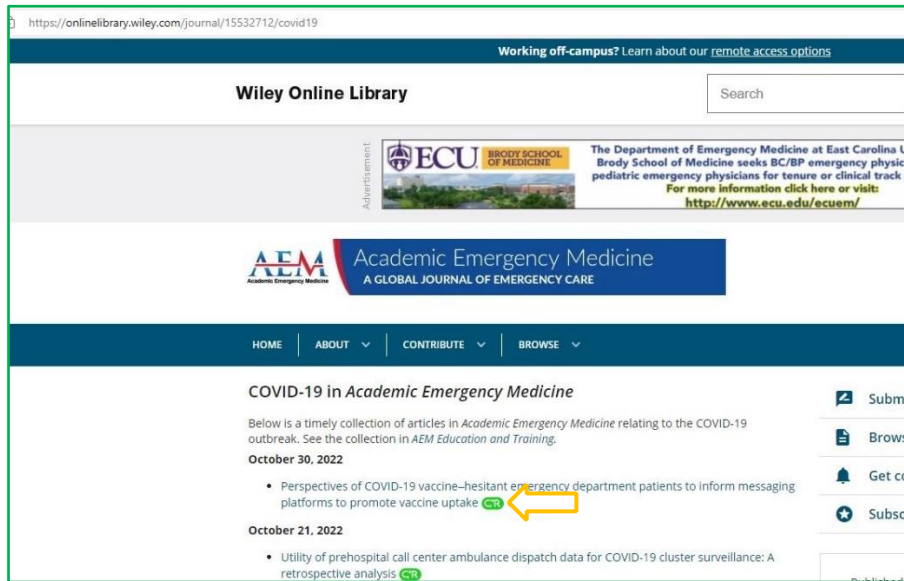 https://onlinelibrary.wiley.com/journal/15532712/covid19
Working off-campus? Learn about our remote access options
Wiley Online Library
Search
Advertisement
ECU BRODY SCHOOL
OF MEDICINE
The Department of Emergency Medicine at East Carolina U
Brody School of Medicine seeks BC/BP emergency physic
pediatric emergency physicians for tenure or clinical track
For more information click here or visit:
http://www.ecu.edu/ecuem/
AEM
Academic Emergency Medicine
Academic Emergency Medicine
A GLOBAL JOURNAL OF EMERGENCY CARE
HOME ABOUT CONTRIBUTE BROWSE
COVID-19 in Academic Emergency Medicine
Below is a timely collection of articles in Academic Emergency Medicine relating to the COVID-19
outbreak. See the collection in AEM Education and Training.
October 30, 2022
• Perspectives of COVID-19 vaccine–hesitant emergency department patients to inform messaging
platforms to promote vaccine uptake
October 21, 2022
• Utility of prehospital call center ambulance dispatch data for COVID-19 cluster surveillance: A
retrospective analysis
Subm
Brows
Get co
Subsc